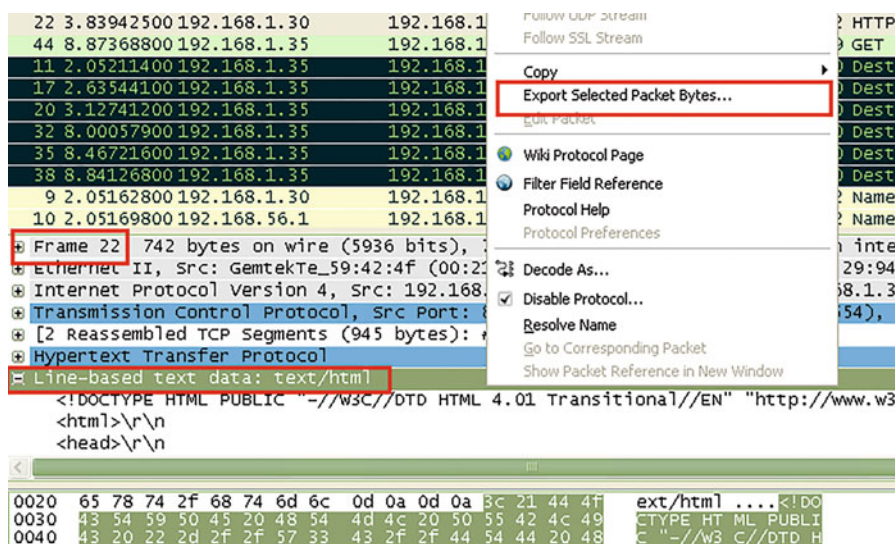 Follow UDP Stream
Follow SSL Stream
Copy
Export Selected Packet Bytes...
Edit Packet
Wiki Protocol Page
Filter Field Reference
Protocol Help
Protocol Preferences
Decode As...
Disable Protocol...
Resolve Name
Go to Corresponding Packet
Show Packet Reference in New Window
22 3.83942500 192.168.1.30 192.168.1 HTTP
44 8.87368800 192.168.1.35 192.168.1 GET
11 2.05211400 192.168.1.35 192.168.1 Dest
17 2.63544100 192.168.1.35 192.168.1 Dest
20 3.12741200 192.168.1.35 192.168.1 Dest
32 8.00057900 192.168.1.35 192.168.1 Dest
35 8.46721600 192.168.1.35 192.168.1 Dest
38 8.84126800 192.168.1.35 192.168.1 Dest
9 2.05162800 192.168.1.30 192.168.1 Name
10 2.05169800 192.168.56.1 192.168.1 Name
Frame 22 742 bytes on wire (5936 bits), inte
Ethernet II, Src: GemtekTe_59:42:4f (00:21 29:94
Internet Protocol Version 4, Src: 192.168. 68.1.3
Transmission Control Protocol, Src Port: 54),
[2 Reassembled TCP Segments (945 bytes):
Hypertext Transfer Protocol
Line-based text data: text/html
<!DOCTYPE HTML PUBLIC "-//W3C//DTD HTML 4.01 Transitional//EN" "http://www.w3
<html>\r\n
<head>\r\n
0020 65 78 74 2f 68 74 6d 6c 0d 0a 0d 0a 3c 21 44 4f ext/html ....<!DO
0030 43 54 59 50 45 20 48 54 4d 4c 20 50 55 42 4c 49 CTYPE HT ML PUBLI
0040 43 20 22 2d 2f 2f 57 33 43 2f 2f 44 54 44 20 48 C "-//W3 C//DTD H